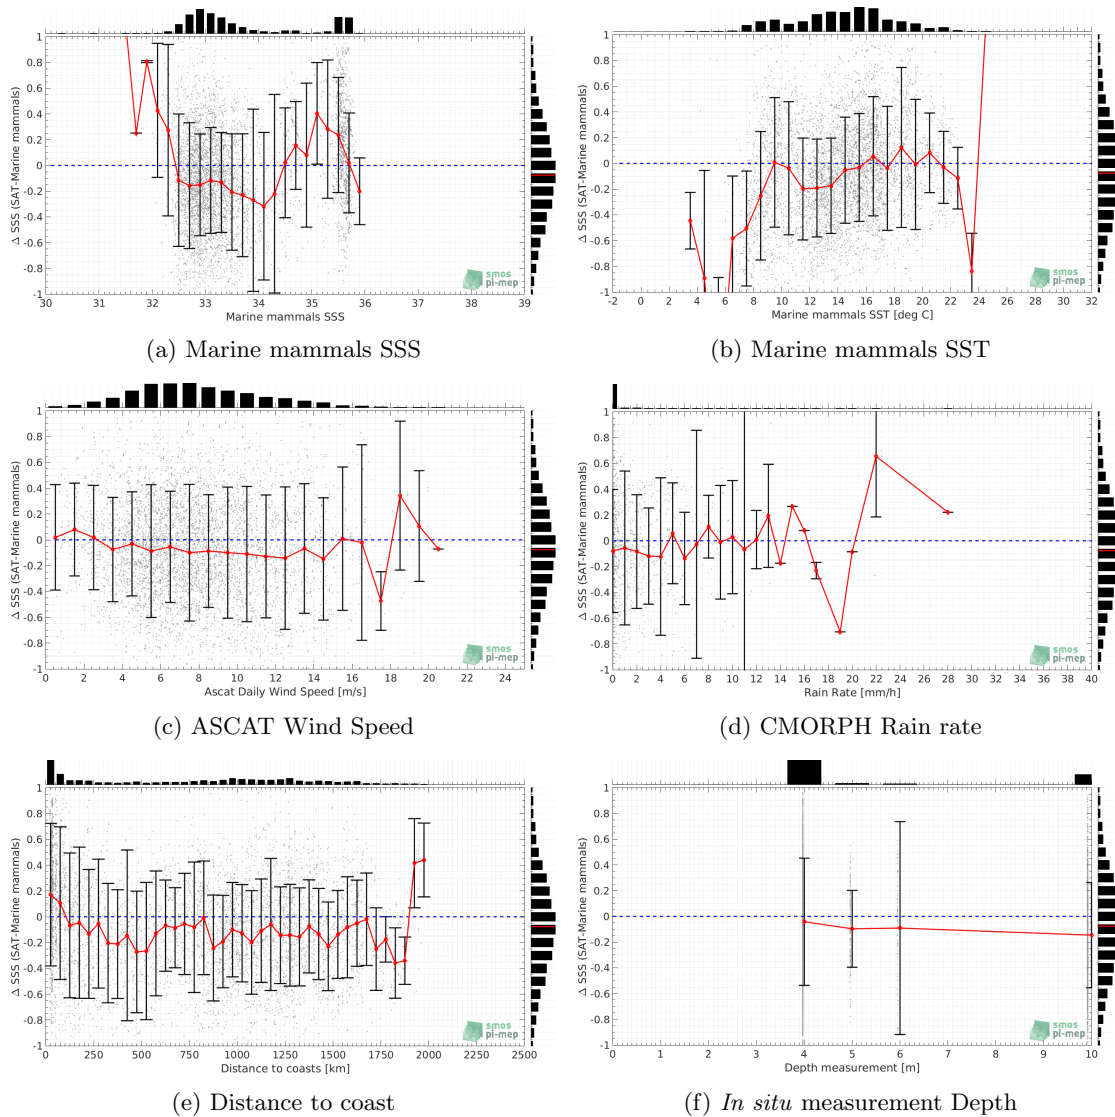 1
0.8
0.6
0.4
0.2
0
-0.2
-0.4
-0.6
-0.8
-1
Δ SSS (SAT-Marine mammals)
30 31 32 33 34 35 36 37 38 39
Marine mammals SSS
smos
pi-mep
(a) Marine mammals SSS
1
0.8
0.6
0.4
0.2
0
-0.2
-0.4
-0.6
-0.8
-1
Δ SSS (SAT-Marine mammals)
-2 0 2 4 6 8 10 12 14 16 18 20 22 24 26 28 30 32
Marine mammals SST [deg C]
smos
pi-mep
(b) Marine mammals SST
1
0.8
0.6
0.4
0.2
0
-0.2
-0.4
-0.6
-0.8
-1
Δ SSS (SAT-Marine mammals)
0 2 4 6 8 10 12 14 16 18 20 22 24
Ascat Daily Wind Speed [m/s]
smos
pi-mep
(c) ASCAT Wind Speed
1
0.8
0.6
0.4
0.2
0
-0.2
-0.4
-0.6
-0.8
-1
Δ SSS (SAT-Marine mammals)
0 2 4 6 8 10 12 14 16 18 20 22 24 26 28 30 32 34 36 38 40
Rain Rate [mm/h]
smos
pi-mep
(d) CMORPH Rain rate
1
0.8
0.6
0.4
0.2
0
-0.2
-0.4
-0.6
-0.8
-1
Δ SSS (SAT-Marine mammals)
0 250 500 750 1000 1250 1500 1750 2000 2250 2500
Distance to coasts [km]
smos
pi-mep
(e) Distance to coast
1
0.8
0.6
0.4
0.2
0
-0.2
-0.4
-0.6
-0.8
-1
Δ SSS (SAT-Marine mammals)
0 1 2 3 4 5 6 7 8 9 10
Depth measurement [m]
smos
pi-mep
(f) In situ measurement Depth